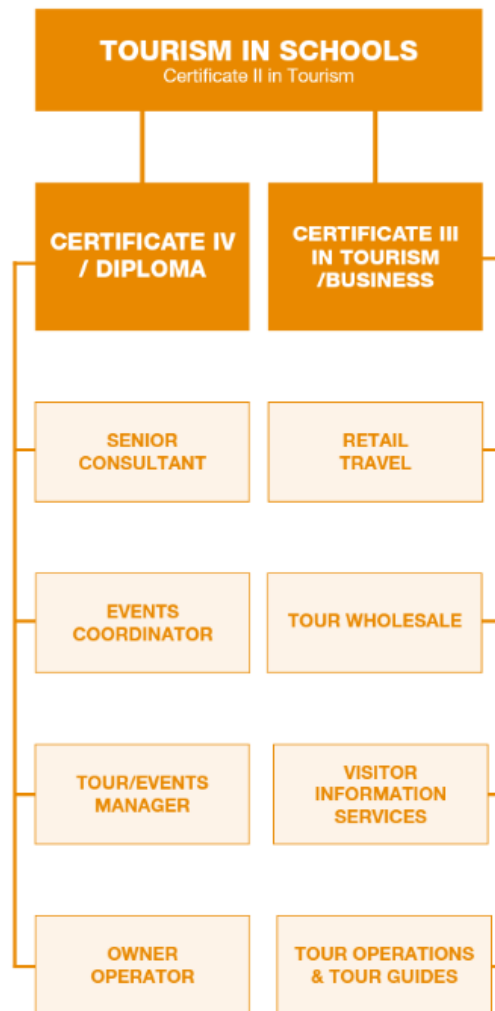 TOURISM IN SCHOOLS
Certificate II in Tourism
CERTIFICATE IV
/ DIPLOMA
CERTIFICATE III
IN TOURISM
/BUSINESS
SENIOR
CONSULTANT
RETAIL
TRAVEL
EVENTS
COORDINATOR
TOUR WHOLESALE
TOUR/EVENTS
MANAGER
VISITOR
INFORMATION
SERVICES
OWNER
OPERATOR
TOUR OPERATIONS
& TOUR GUIDES